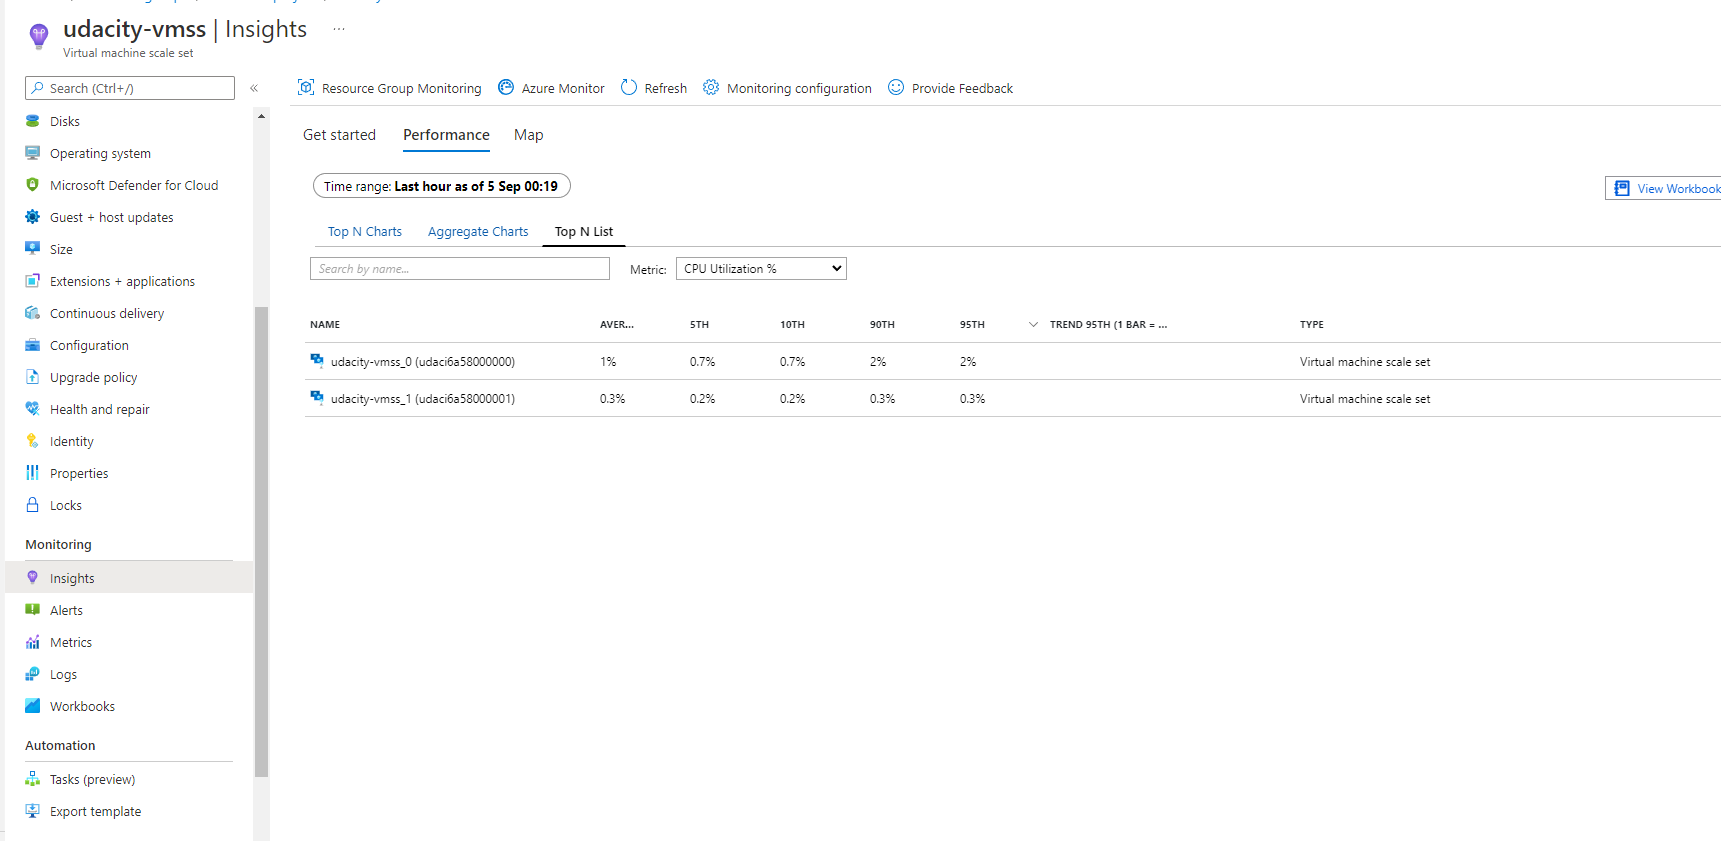 udacity-vmss | Insights ...
Virtual machine scale set
Search (Ctrl+/)
«
Disks
Operating system
Microsoft Defender for Cloud
Guest + host updates
Size
Extensions + applications
Continuous delivery
Configuration
Upgrade policy
Health and repair
Identity
Properties
Locks
Monitoring
Insights
Alerts
Metrics
Logs
Workbooks
Automation
Tasks (preview)
Export template
Resource Group Monitoring Azure Monitor Refresh Monitoring configuration Provide Feedback
Get started Performance Map
Time range: Last hour as of 5 Sep 00:19
View Workbook
Top N Charts Aggregate Charts Top N List
Search by name... Metric: CPU Utilization %
NAME AVER... 5TH 10TH 90TH 95TH TREND 95TH (1 BAR = ... TYPE
udacity-vmss_0 (udaci6a58000000) 1% 0.7% 0.7% 2% 2% Virtual machine scale set
udacity-vmss_1 (udaci6a58000001) 0.3% 0.2% 0.2% 0.3% 0.3% Virtual machine scale set